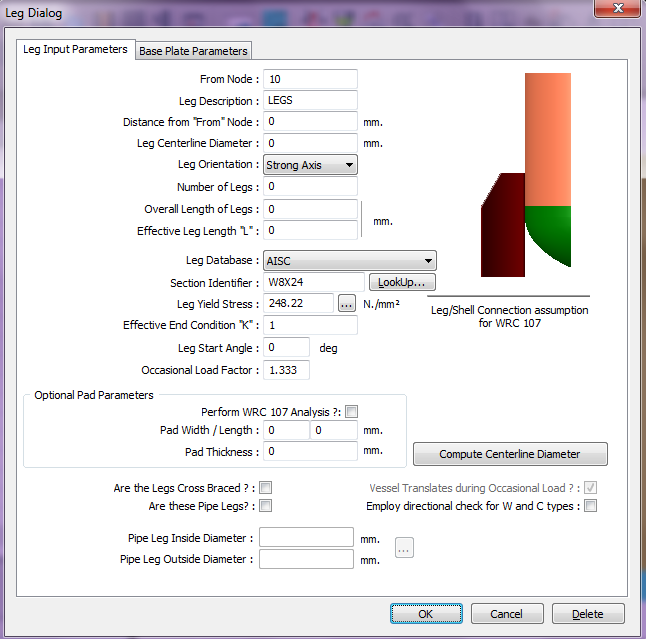 Leg Dialog
Leg Input Parameters
Base Plate Parameters
From Node : 10
Leg Description : LEGS
Distance from "From" Node : 0 mm.
Leg Centerline Diameter : 0 mm.
Leg Orientation : Strong Axis
Number of Legs : 0
Overall Length of Legs : 0
Effective Leg Length "L" : 0
mm.
Leg Database : AISC
Section Identifier : W8X24 LookUp...
Leg Yield Stress : 248.22 ... N./mm²
Effective End Condition "K" : 1
Leg Start Angle : 0 deg
Occasional Load Factor : 1.333
Leg/Shell Connection assumption
for WRC 107
Optional Pad Parameters
Perform WRC 107 Analysis ?:
Pad Width / Length : 0 0 mm.
Pad Thickness : 0 mm.
Compute Centerline Diameter
Are the Legs Cross Braced ? :
Vessel Translates during Occasional Load ? :
Are these Pipe Legs? :
Employ directional check for W and C types :
Pipe Leg Inside Diameter : mm.
...
Pipe Leg Outside Diameter : mm.
OK Cancel Delete